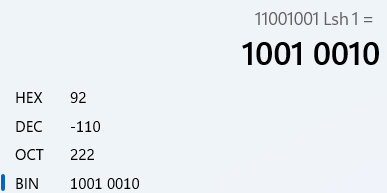 11001001 Lsh 1 =
1001 0010
HEX 92
DEC -110
OCT 222
BIN 1001 0010